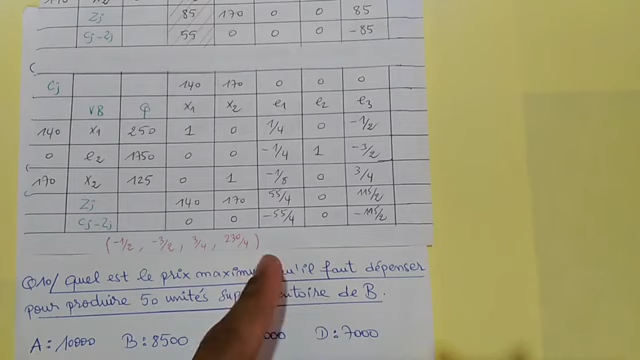 Zj 85 170 0 0 85
Cj-Zj 55 0 0 0 -85
Cj 140 170 0 0 0
VB Q x1 x2 e1 e2 e3
140 x1 250 1 0 1/4 0 -1/2
0 e2 1750 0 0 -1/4 1 -3/2
170 x2 125 0 1 -1/8 0 3/4
Zj 140 170 55/4 0 115/2
Cj-Zj 0 0 -55/4 0 -115/2
(-1/2, -3/2, 3/4, 230/4)
Q10/ Quel est le prix qu'il faut dépenser
pour produire 50 unités de B.
A: 10000 B: 8500 D: 7000